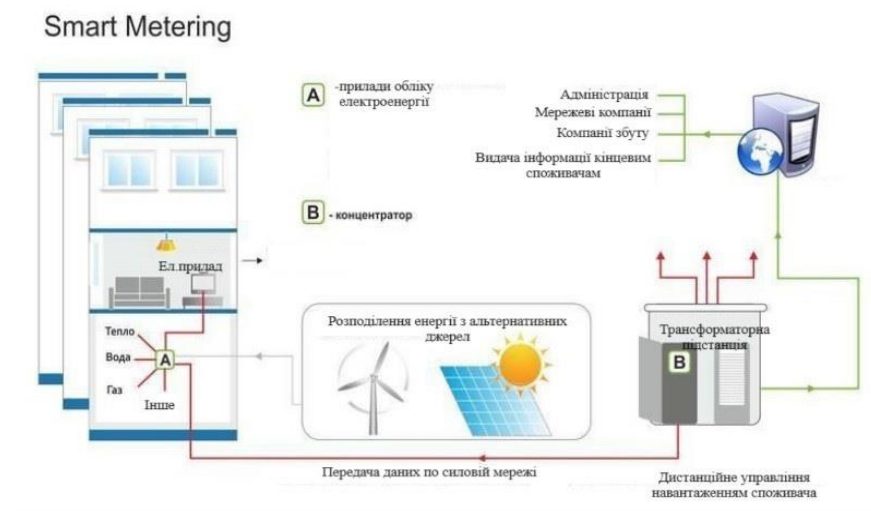 Smart Metering
A
-прилади обліку
електроенергії
Адміністрація
Мережеві компанії
Компанії збуту
Видача інформації кінцевим
споживачам
B
- концентратор
Ел.прилад
Розподілення енергії з альтернативних
джерел
Трансформаторна
підстанція
B
Тепло
Вода
A
Газ
Інше
Передача даних по силовій мережі
Дистанційне управління
навантаженням споживача